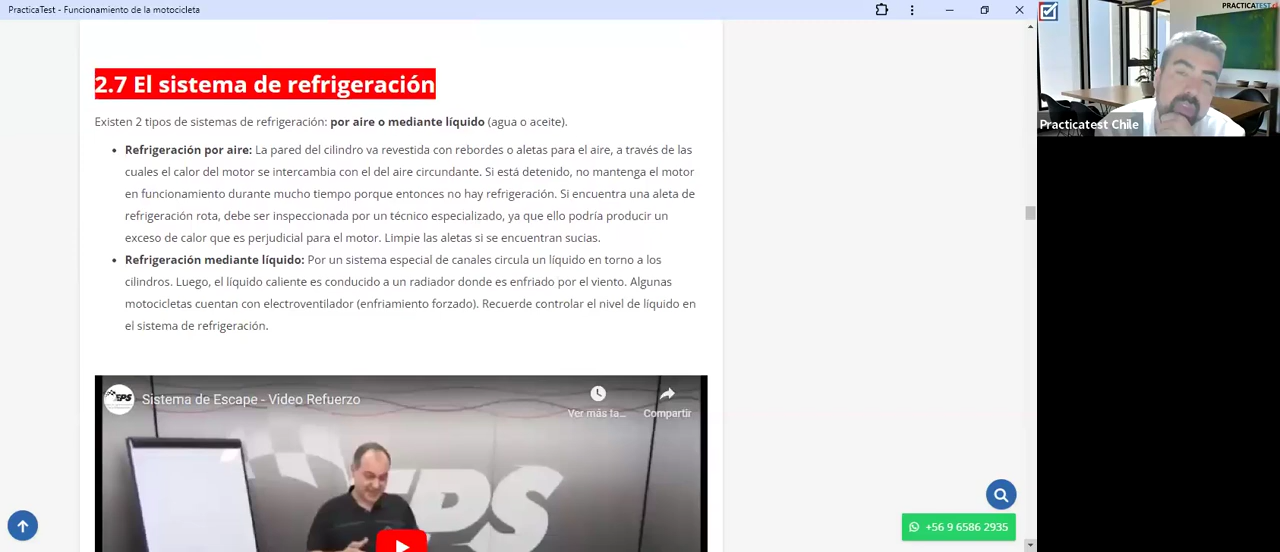 PracticaTest - Funcionamiento de la motocicleta
PRACTICATEST
2.7 El sistema de refrigeración
Existen 2 tipos de sistemas de refrigeración: por aire o mediante líquido (agua o aceite).
Practicatest Chile
• Refrigeración por aire: La pared del cilindro va revestida con rebordes o aletas para el aire, a través de las
cuales el calor del motor se intercambia con el del aire circundante. Si está detenido, no mantenga el motor
en funcionamiento durante mucho tiempo porque entonces no hay refrigeración. Si encuentra una aleta de
refrigeración rota, debe ser inspeccionada por un técnico especializado, ya que ello podría producir un
exceso de calor que es perjudicial para el motor. Limpie las aletas si se encuentran sucias.
• Refrigeración mediante líquido: Por un sistema especial de canales circula un líquido en torno a los
cilindros. Luego, el líquido caliente es conducido a un radiador donde es enfriado por el viento. Algunas
motocicletas cuentan con electroventilador (enfriamiento forzado). Recuerde controlar el nivel de líquido en
el sistema de refrigeración.
Sistema de Escape - Video Refuerzo
Ver más ta...
Compartir
EPS
+56 9 6586 2935